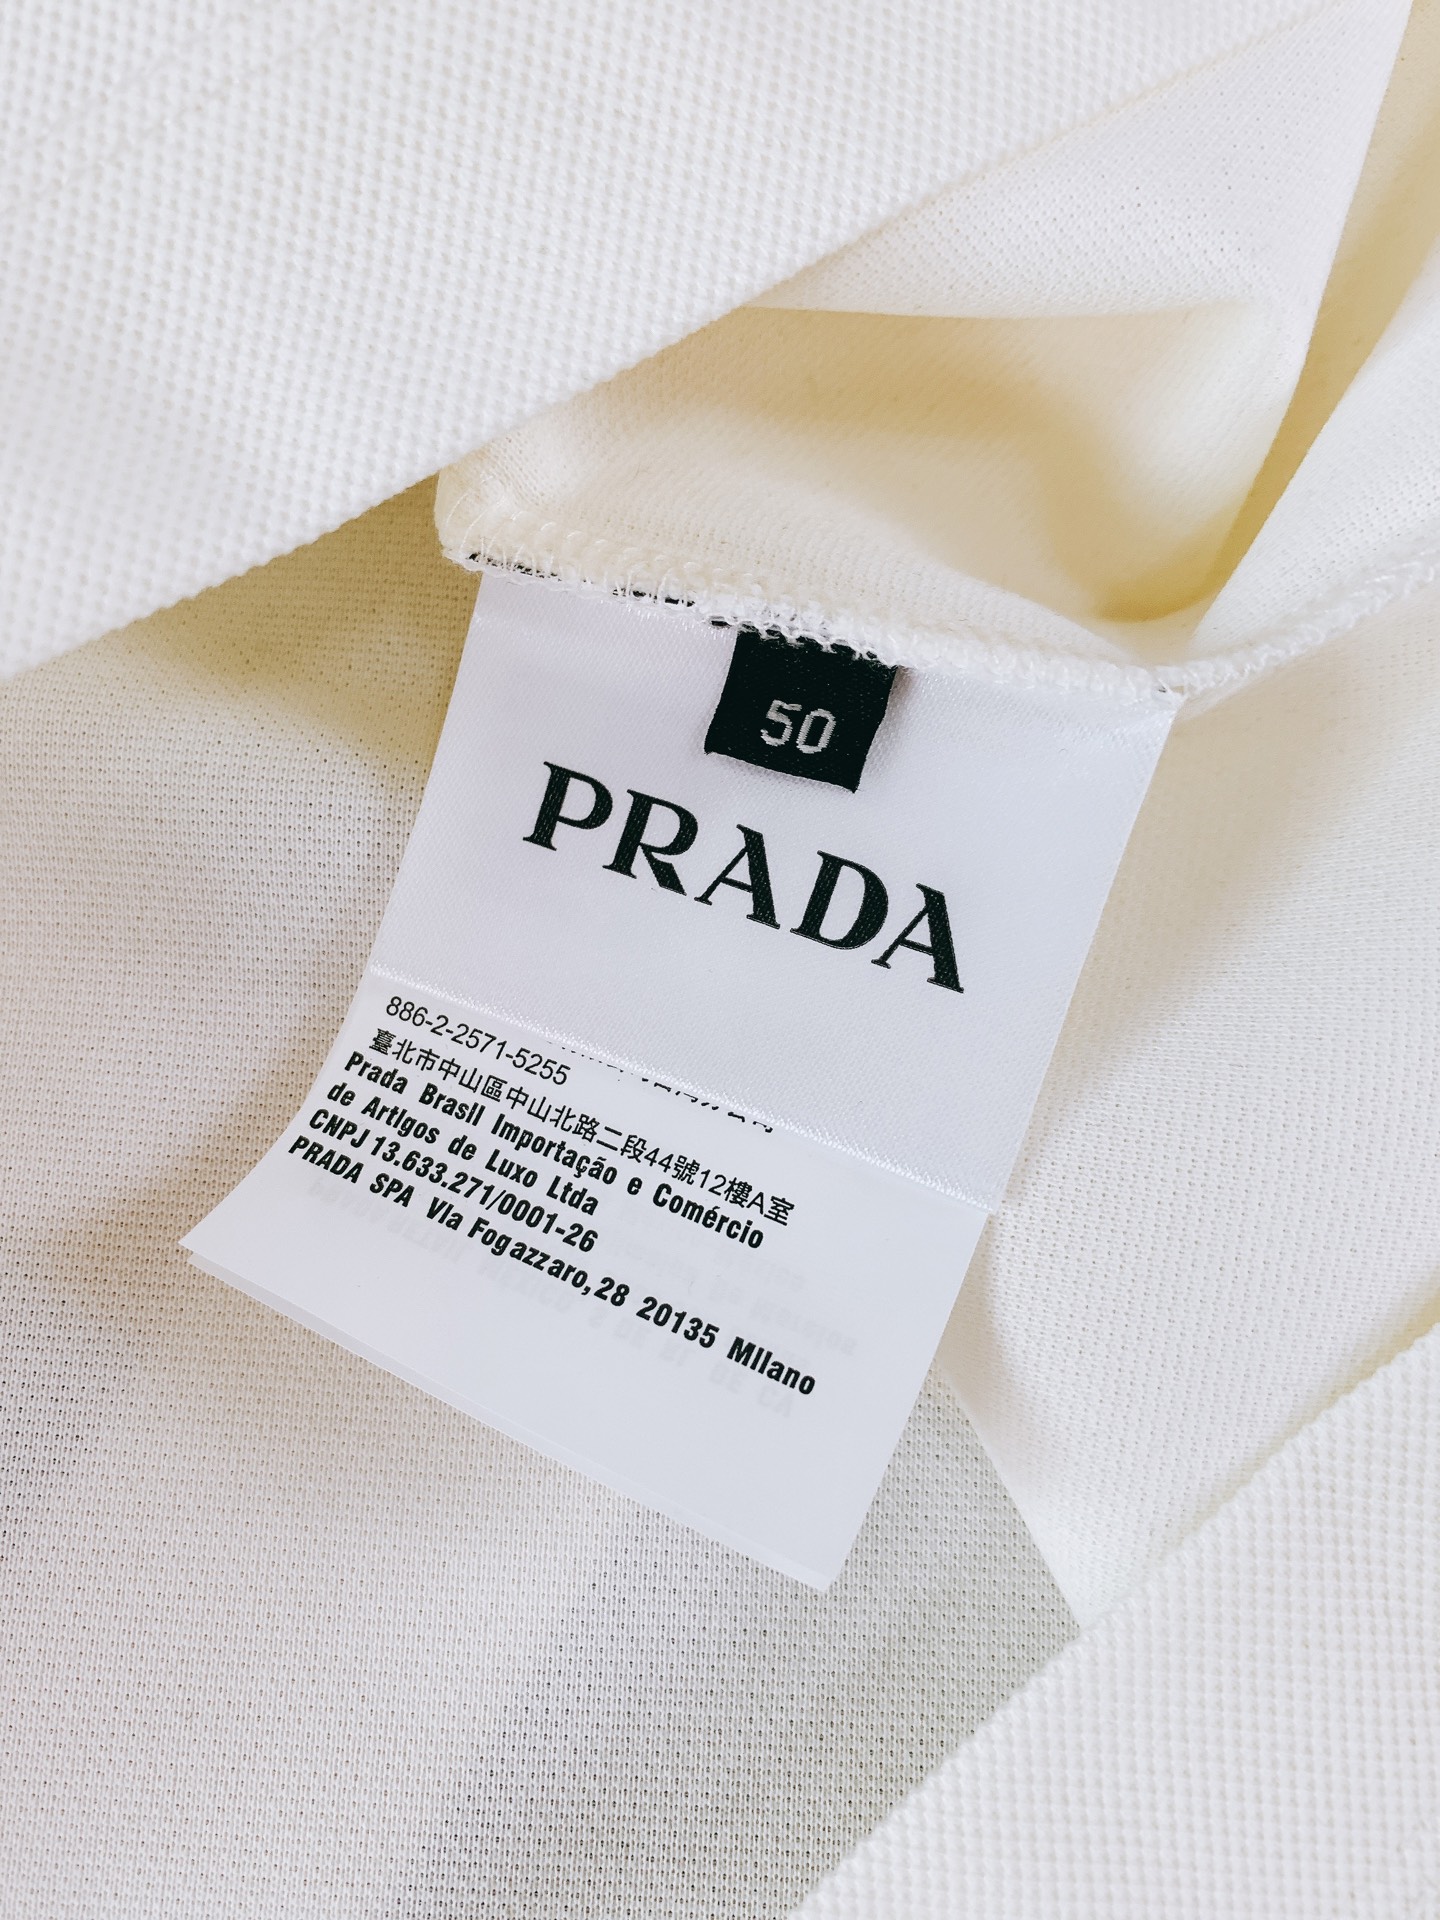 50
PRADA
886-2-2571-5255
臺北市中山區中山北路二段44號12樓A室
Prada Brasil Importação e Comércio
de Artigos de Luxo Ltda
CNPJ 13.633.271/0001-26
PRADA SPA Via Fogazzaro, 28 20135 Milano